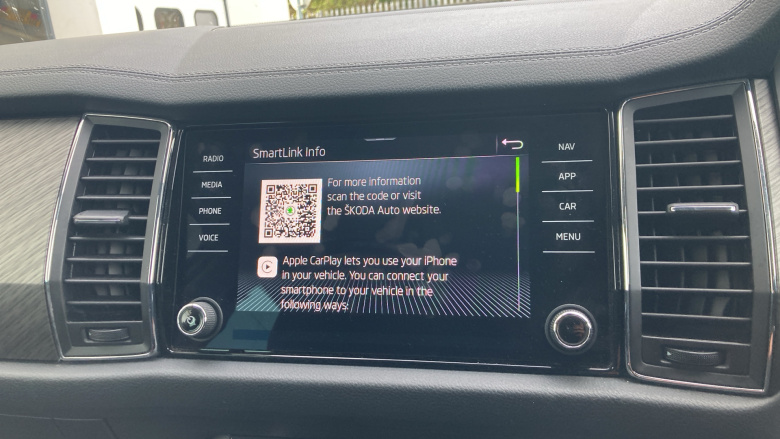 SmartLink Info
RADIO
MEDIA
PHONE
VOICE
For more information
scan the code or visit
the ŠKODA Auto website.
Apple CarPlay lets you use your iPhone
in your vehicle. You can connect your
smartphone to your vehicle in the
following ways:
NAV
APP
CAR
MENU